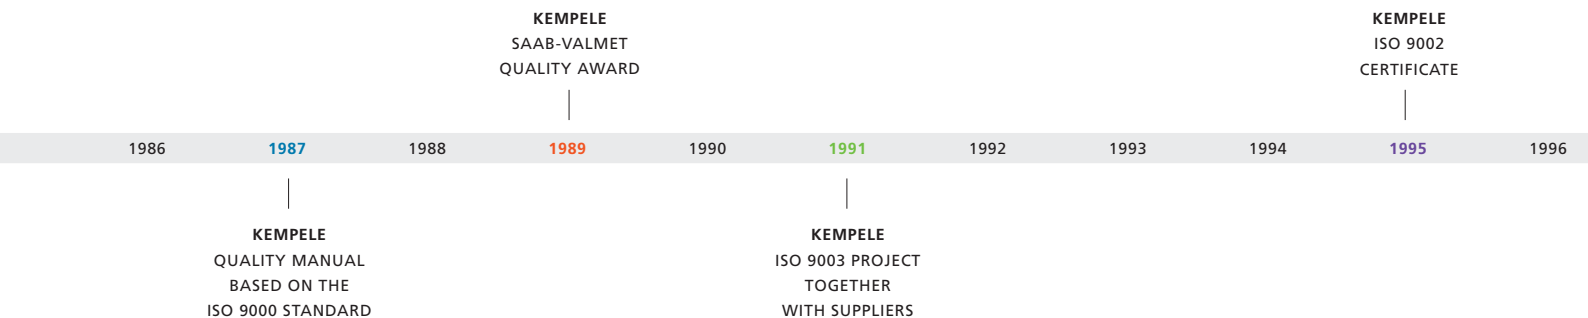 KEMPELE
SAAB-VALMET
QUALITY AWARD
KEMPELE
ISO 9002
CERTIFICATE
1986 1987 1988 1989 1990 1991 1992 1993 1994 1995 1996
KEMPELE
QUALITY MANUAL
BASED ON THE
ISO 9000 STANDARD
KEMPELE
ISO 9003 PROJECT
TOGETHER
WITH SUPPLIERS